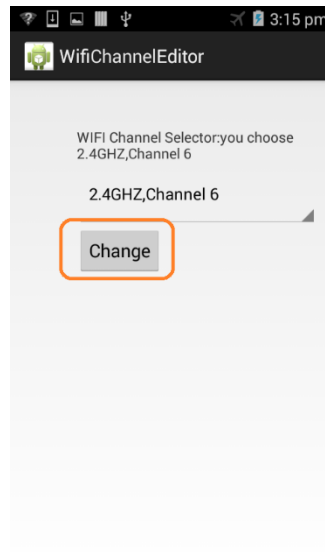 3:15 pm
WifiChannelEditor
WIFI Channel Selector:you choose
2.4GHZ,Channel 6
2.4GHZ,Channel 6
Change